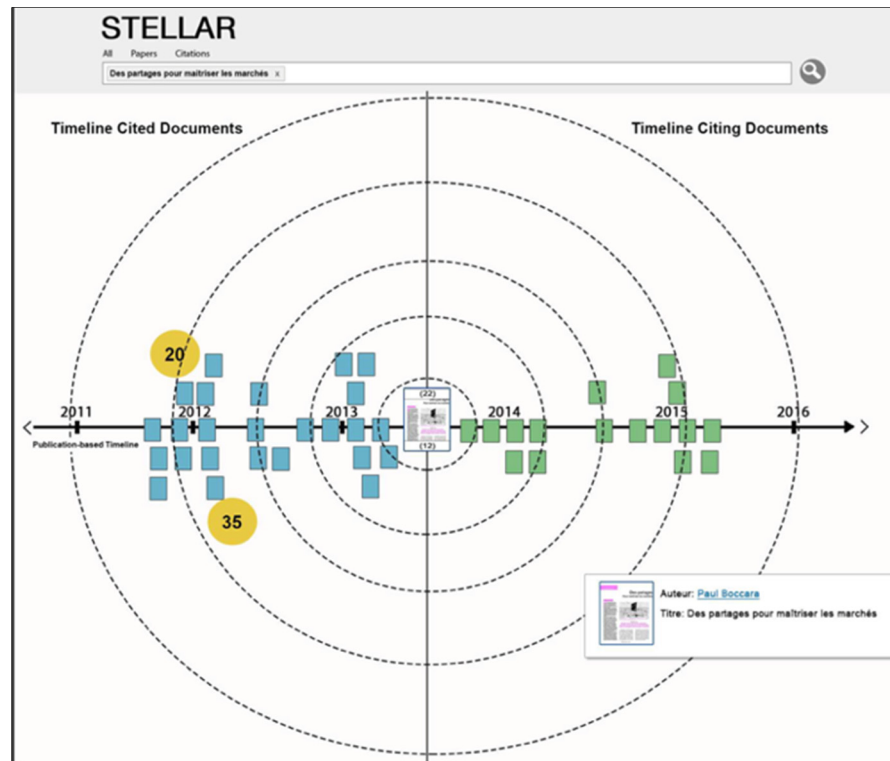 STELLAR
All Papers Citations
Des partages pour maîtriser les marchés x
Timeline Cited Documents
Timeline Citing Documents
20
(22)
2011
2012
2013
2014
2015
2016
Publication-based Timeline
(12)
35
Auteur: Paul Boccara
Titre: Des partages pour maîtriser les marchés